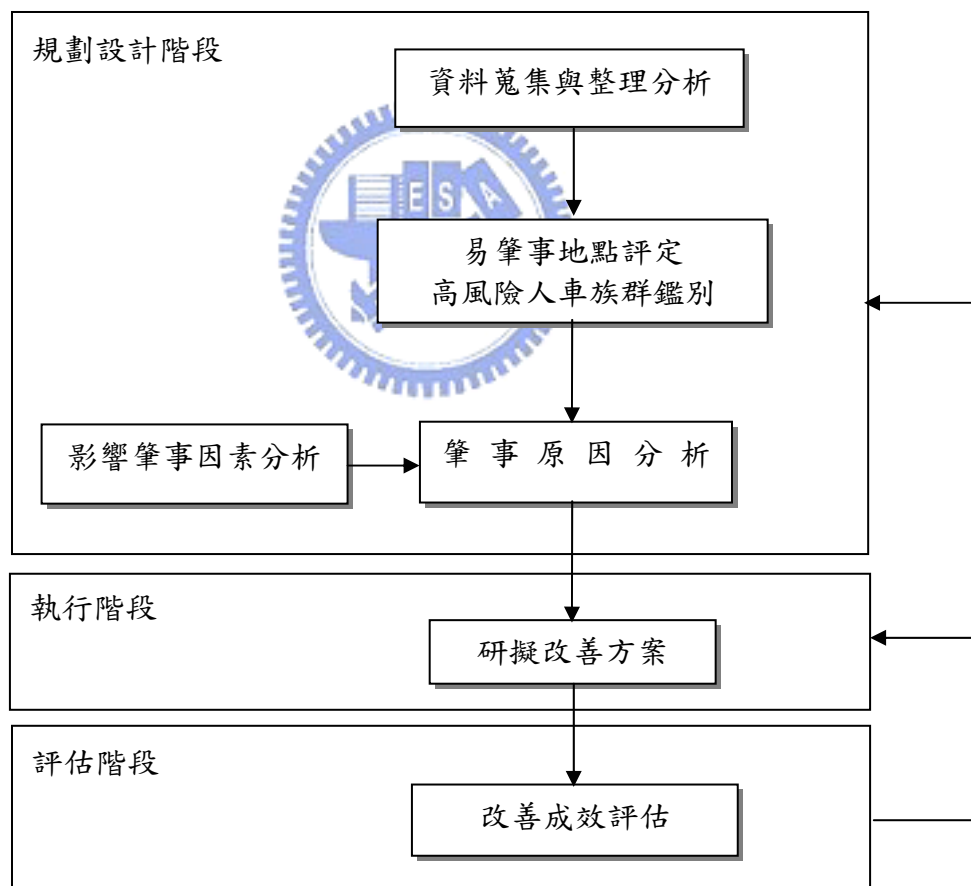 規劃設計階段
資料蒐集與整理分析
ESA
易肇事地點評定
高風險人車族群鑑別
影響肇事因素分析
肇事原因分析
執行階段
研擬改善方案
評估階段
改善成效評估